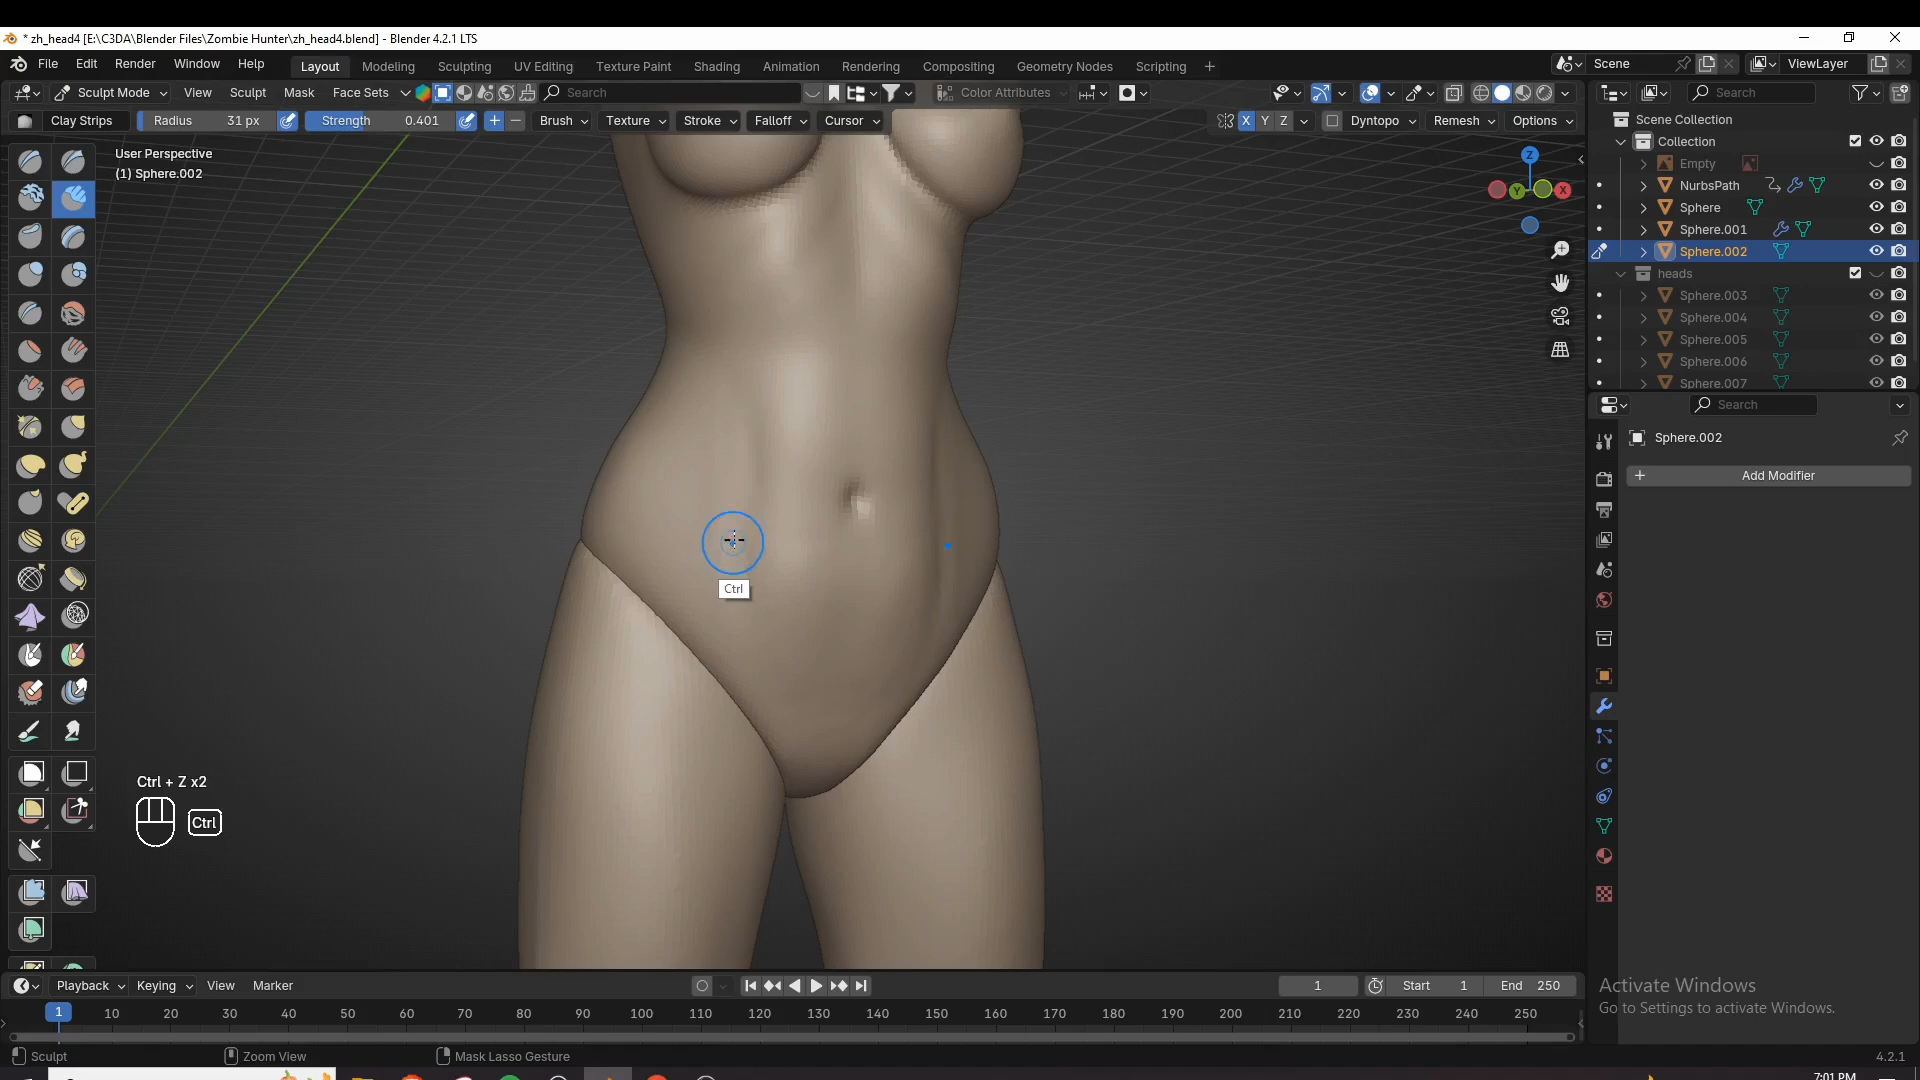 * zh_head4 [E:\C3DA\Blender Files\Zombie Hunter\zh_head4.blend] - Blender 4.2.1 LTS
File Edit Render Window Help Layout Modeling Sculpting UV Editing Texture Paint Shading Animation Rendering Compositing Geometry Nodes Scripting + Scene ViewLayer
Sculpt Mode View Sculpt Mask Face Sets Search Color Attributes Search
Clay Strips Radius 31 px Strength 0.401 Brush Texture Stroke Falloff Cursor X Y Z Dyntopo Remesh Options
Scene Collection
Collection
Empty
NurbsPath
Sphere
Sphere.001
Sphere.002
heads
Sphere.003
Sphere.004
Sphere.005
Sphere.006
Sphere.007
User Perspective
(1) Sphere.002
Z
Y
X
Search
Sphere.002
+ Add Modifier
Ctrl
Ctrl + Z x2
Ctrl
Activate Windows
Go to Settings to activate Windows.
Playback Keying View Marker 1 Start 1 End 250
1 10 20 30 40 50 60 70 80 90 100 110 120 130 140 150 160 170 180 190 200 210 220 230 240 250
Sculpt Zoom View Mask Lasso Gesture 4.2.1
7:01 PM